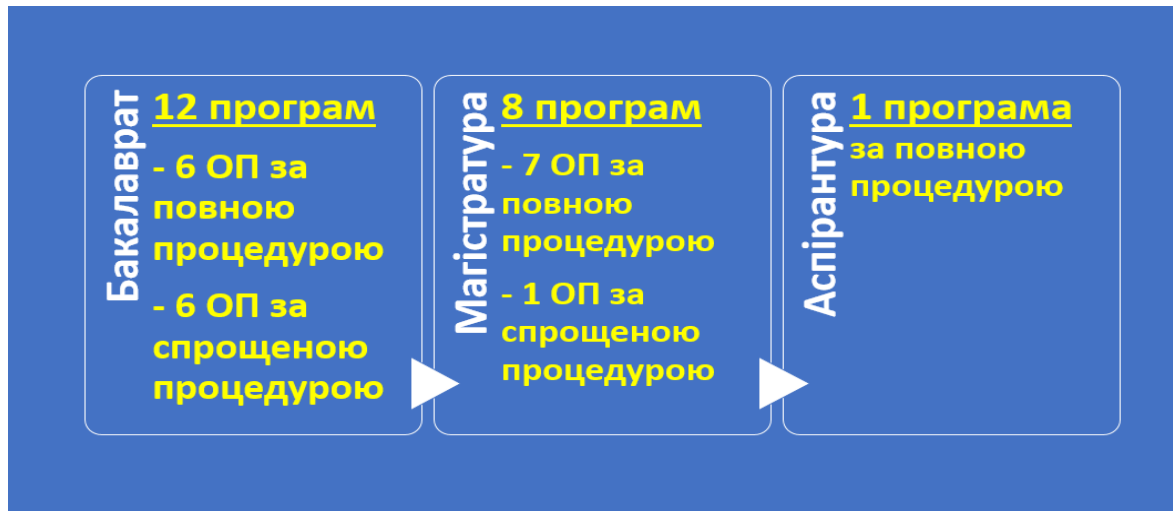 Бакалаврат
12 програм
- 6 ОП за
повною
процедурою
- 6 ОП за
спрощеною
процедурою
Магістратура
8 програм
- 7 ОП за
повною
процедурою
- 1 ОП за
спрощеною
процедурою
Аспірантура
1 програма
за повною
процедурою